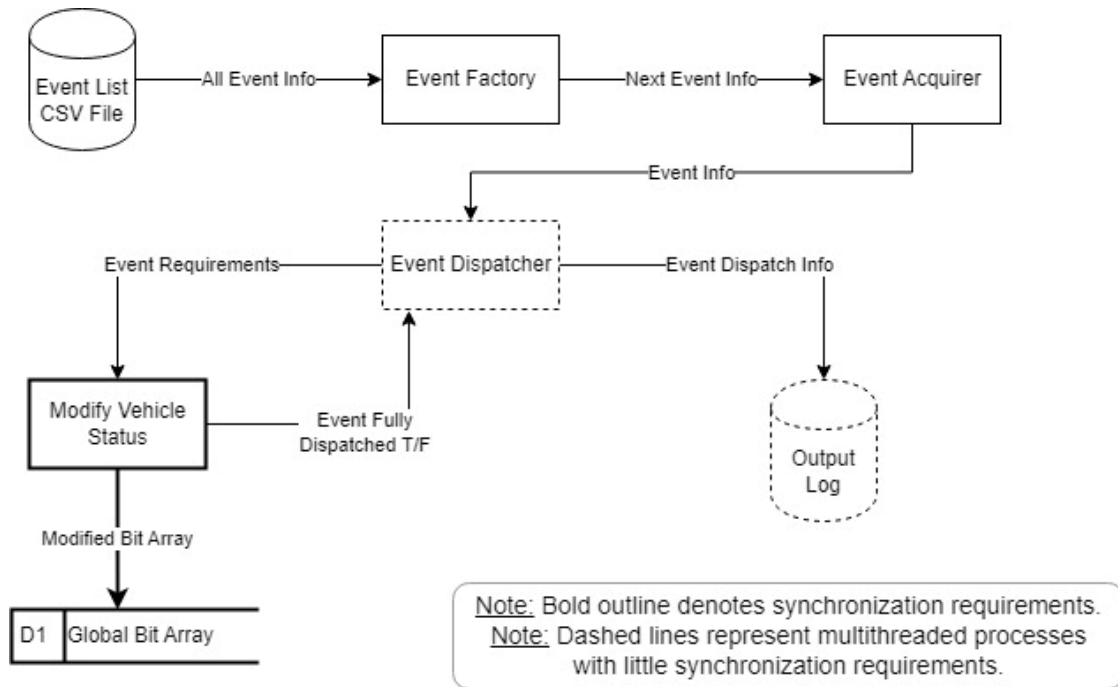 Event List
CSV File
All Event Info
Event Factory
Next Event Info
Event Acquirer
Event Info
Event Requirements
Event Dispatcher
Event Dispatch Info
Modify Vehicle
Status
Event Fully
Dispatched T/F
Output
Log
Modified Bit Array
D1
Global Bit Array
Note: Bold outline denotes synchronization requirements.
Note: Dashed lines represent multithreaded processes
with little synchronization requirements.